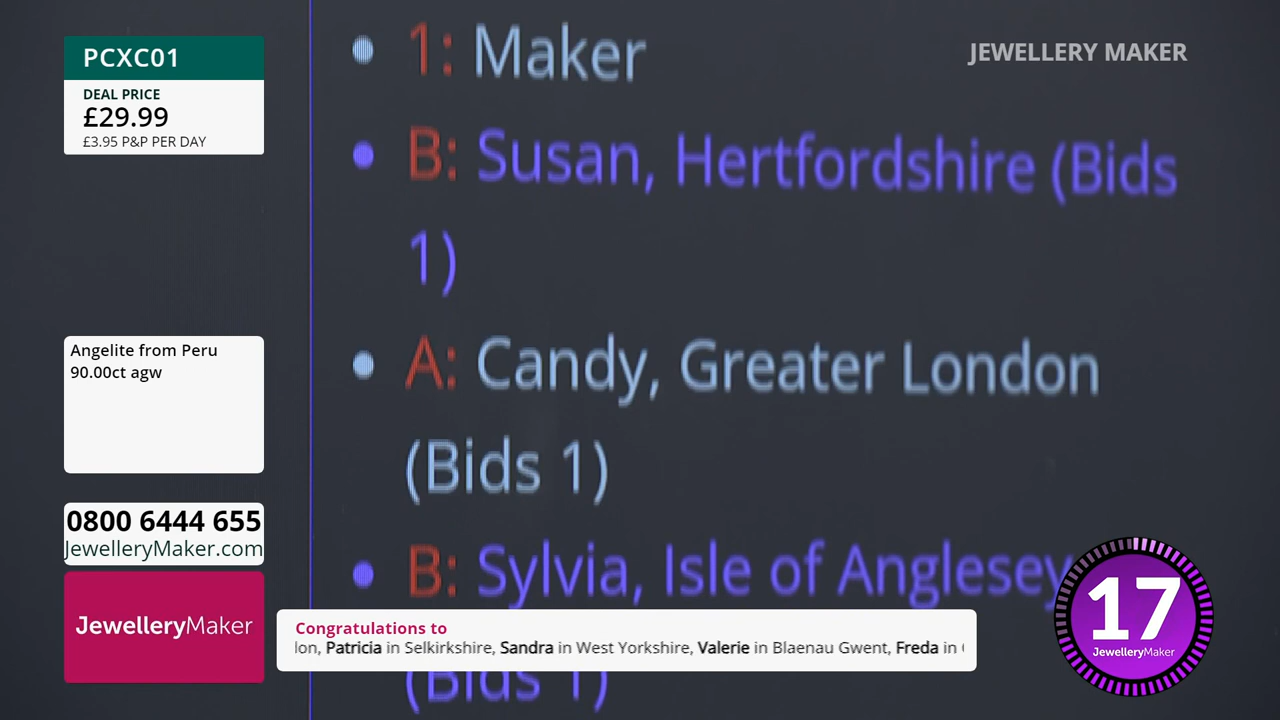 PCXC01
DEAL PRICE
£29.99
£3.95 P&P PER DAY
Angelite from Peru
90.00ct agw
0800 6444 655
JewelleryMaker.com
JewelleryMaker
JEWELLERY MAKER
1: Maker
B: Susan, Hertfordshire (Bids
1)
A: Candy, Greater London
(Bids 1)
B: Sylvia, Isle of Anglesey
(Bids 1)
Congratulations to
Patricia in Selkirkshire, Sandra in West Yorkshire, Valerie in Blaenau Gwent, Freda in
17
JewelleryMaker